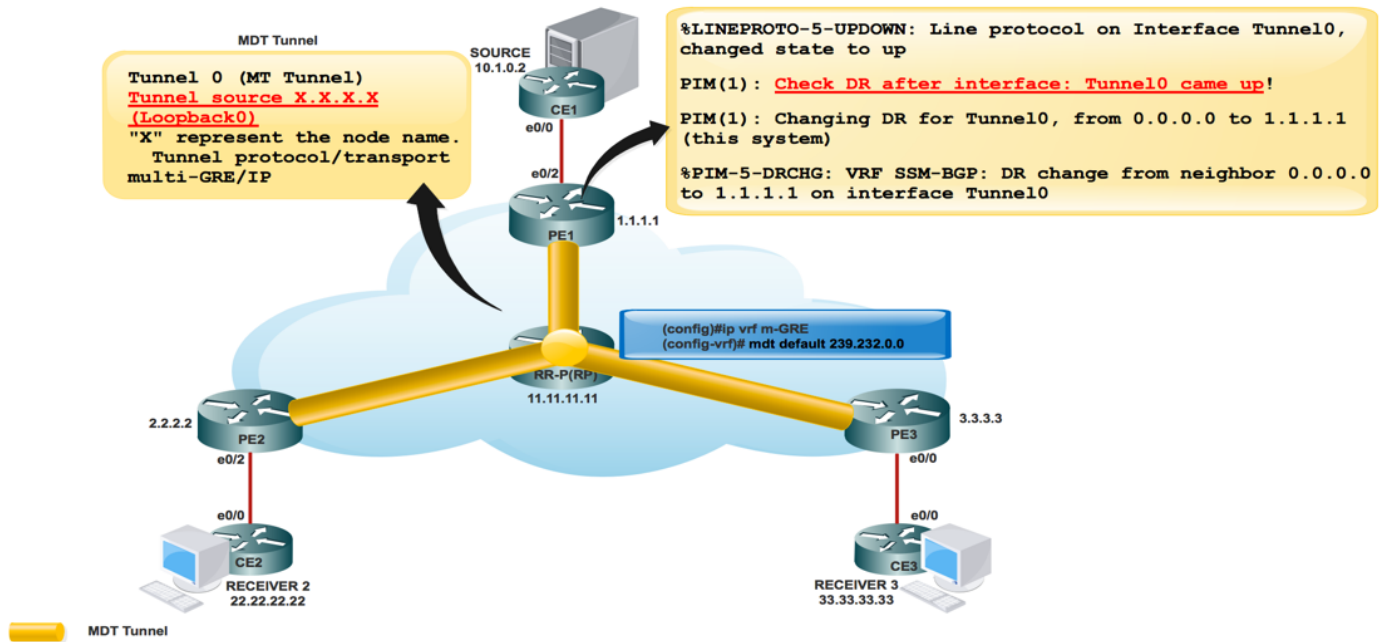 MDT Tunnel
Tunnel 0 (MT Tunnel)
Tunnel source X.X.X.X
(Loopback0)
"X" represent the node name.
Tunnel protocol/transport
multi-GRE/IP
SOURCE
10.1.0.2
CE1
e0/0
e0/2
PE1
1.1.1.1
%LINEPROTO-5-UPDOWN: Line protocol on Interface Tunnel0,
changed state to up
PIM(1): Check DR after interface: Tunnel0 came up!
PIM(1): Changing DR for Tunnel0, from 0.0.0.0 to 1.1.1.1
(this system)
%PIM-5-DRCHG: VRF SSM-BGP: DR change from neighbor 0.0.0.0
to 1.1.1.1 on interface Tunnel0
(config)#ip vrf m-GRE
(config-vrf)# mdt default 239.232.0.0
RR-P(RP)
11.11.11.11
2.2.2.2
PE2
e0/2
3.3.3.3
PE3
e0/0
e0/0
CE2
RECEIVER 2
22.22.22.22
e0/0
CE3
RECEIVER 3
33.33.33.33
MDT Tunnel